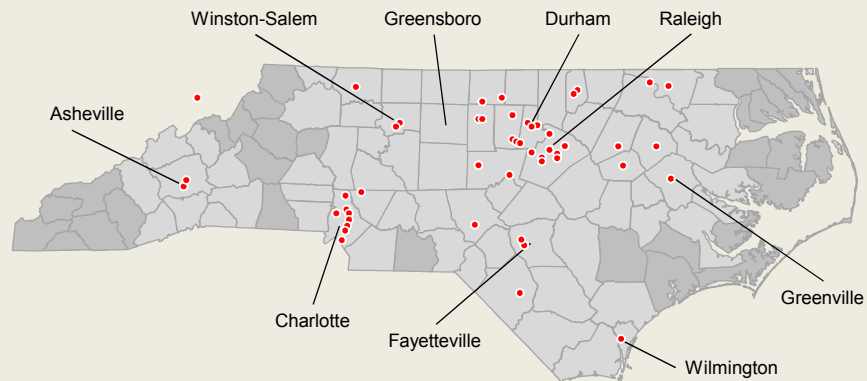 Winston-Salem
Greensboro
Durham
Raleigh
Asheville
Charlotte
Fayetteville
Greenville
Wilmington